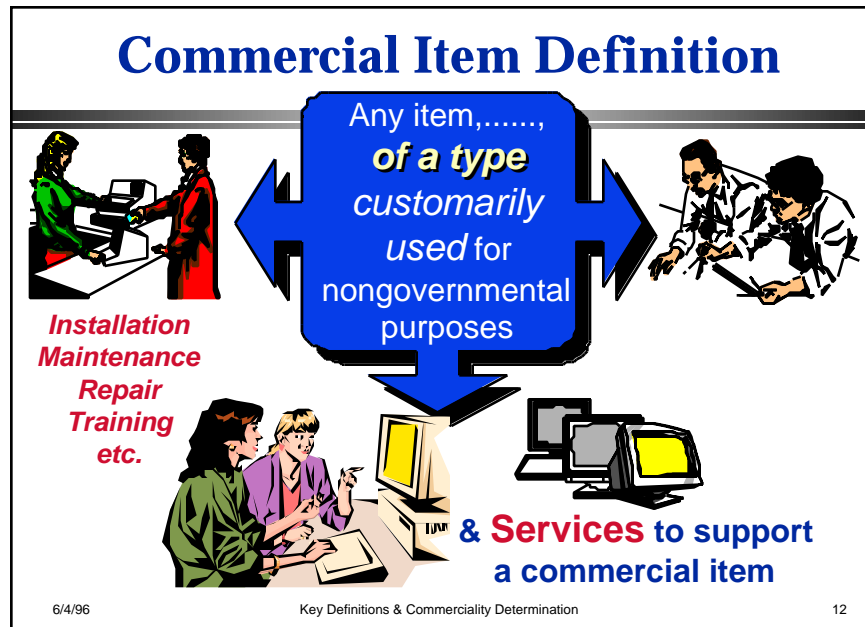 Commercial Item Definition
Any item,......,
of a type
customarily
used for
nongovernmental
purposes
Installation
Maintenance
Repair
Training
etc.
& Services to support
a commercial item
6/4/96 Key Definitions & Commerciality Determination 12